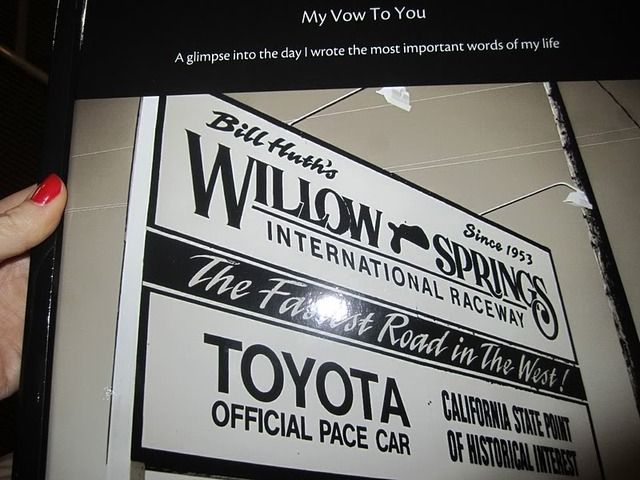 My Vow To You
A glimpse into the day I wrote the most important words of my life
Bill Huth's
WILLOW SPRINGS
Since 1953
INTERNATIONAL RACEWAY
The Fastest Road in The West!
TOYOTA
OFFICIAL PACE CAR
CALIFORNIA STATE POINT
OF HISTORICAL INTEREST